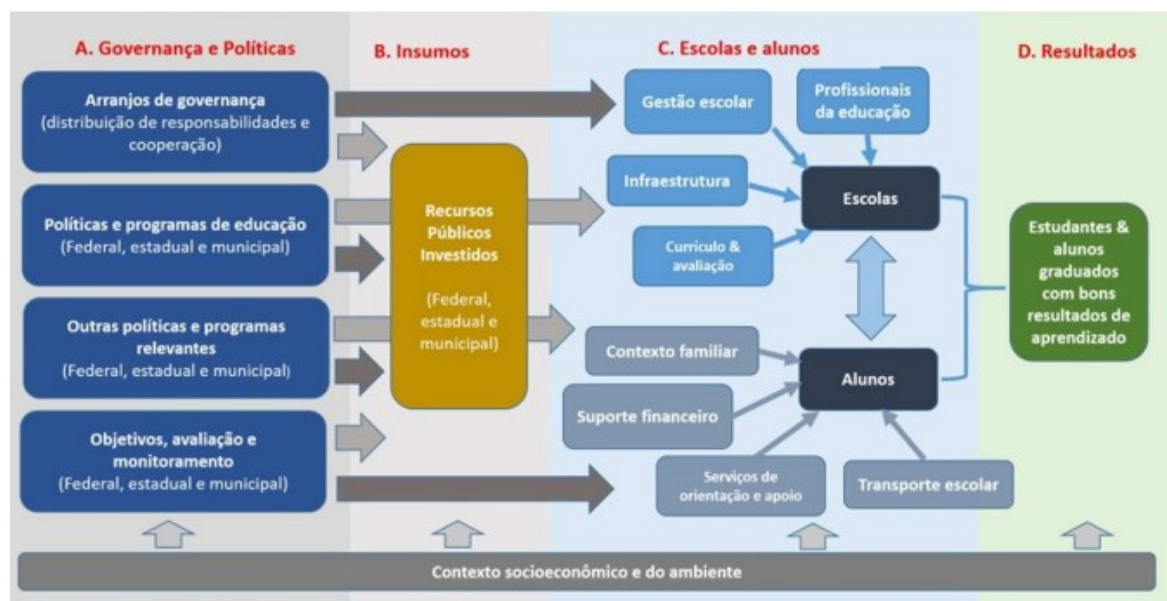 A. Governança e Políticas
B. Insumos
C. Escolas e alunos
D. Resultados
Arranjos de governança
(distribuição de responsabilidades e
cooperação)
Políticas e programas de educação
(Federal, estadual e municipal)
Outras políticas e programas
relevantes
(Federal, estadual e municipal)
Objetivos, avaliação e
monitoramento
(Federal, estadual e municipal)
Recursos
Públicos
Investidos
(Federal,
estadual e
municipal)
Gestão escolar
Profissionais
da educação
Infraestrutura
Escolas
Currículo &
avaliação
Contexto familiar
Alunos
Suporte financeiro
Serviços de
orientação e apoio
Transporte escolar
Estudantes &
alunos
graduados
com bons
resultados de
aprendizado
Contexto socioeconômico e do ambiente